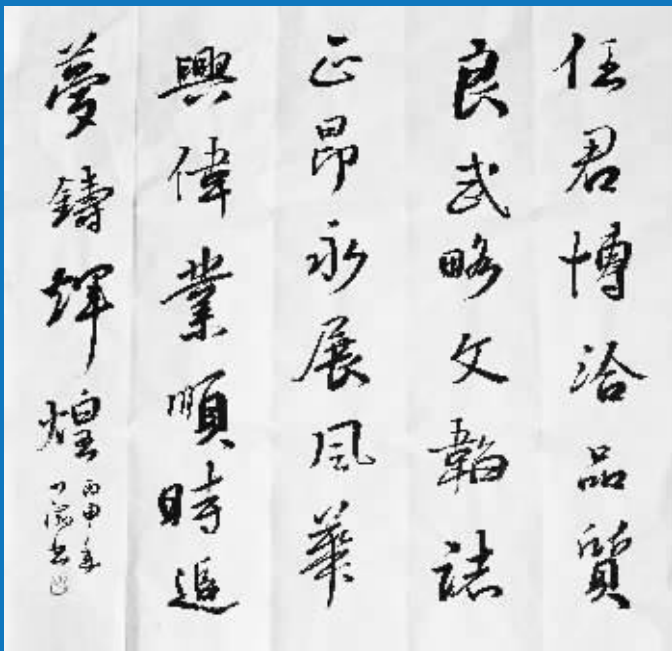 任君博洽品質
良武略文韜誌
正昂永展風華
興偉業順時追
夢鑄輝煌
丙申年
書